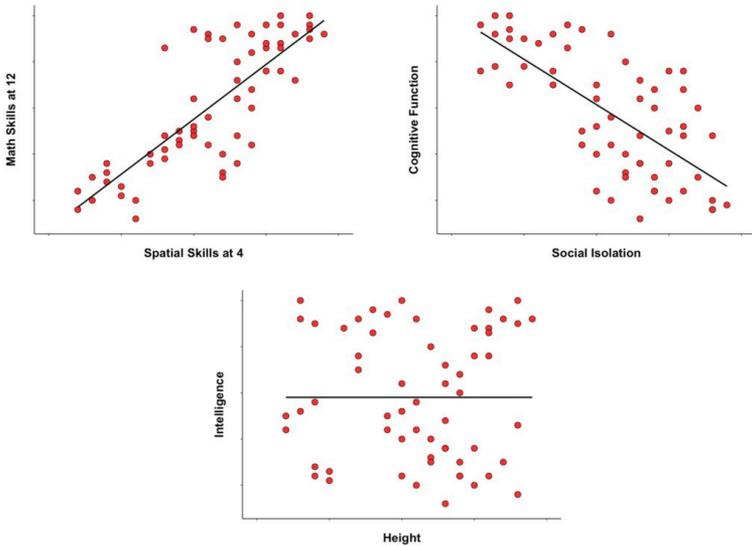 Math Skills at 12
Spatial Skills at 4
Cognitive Function
Social Isolation
Intelligence
Height